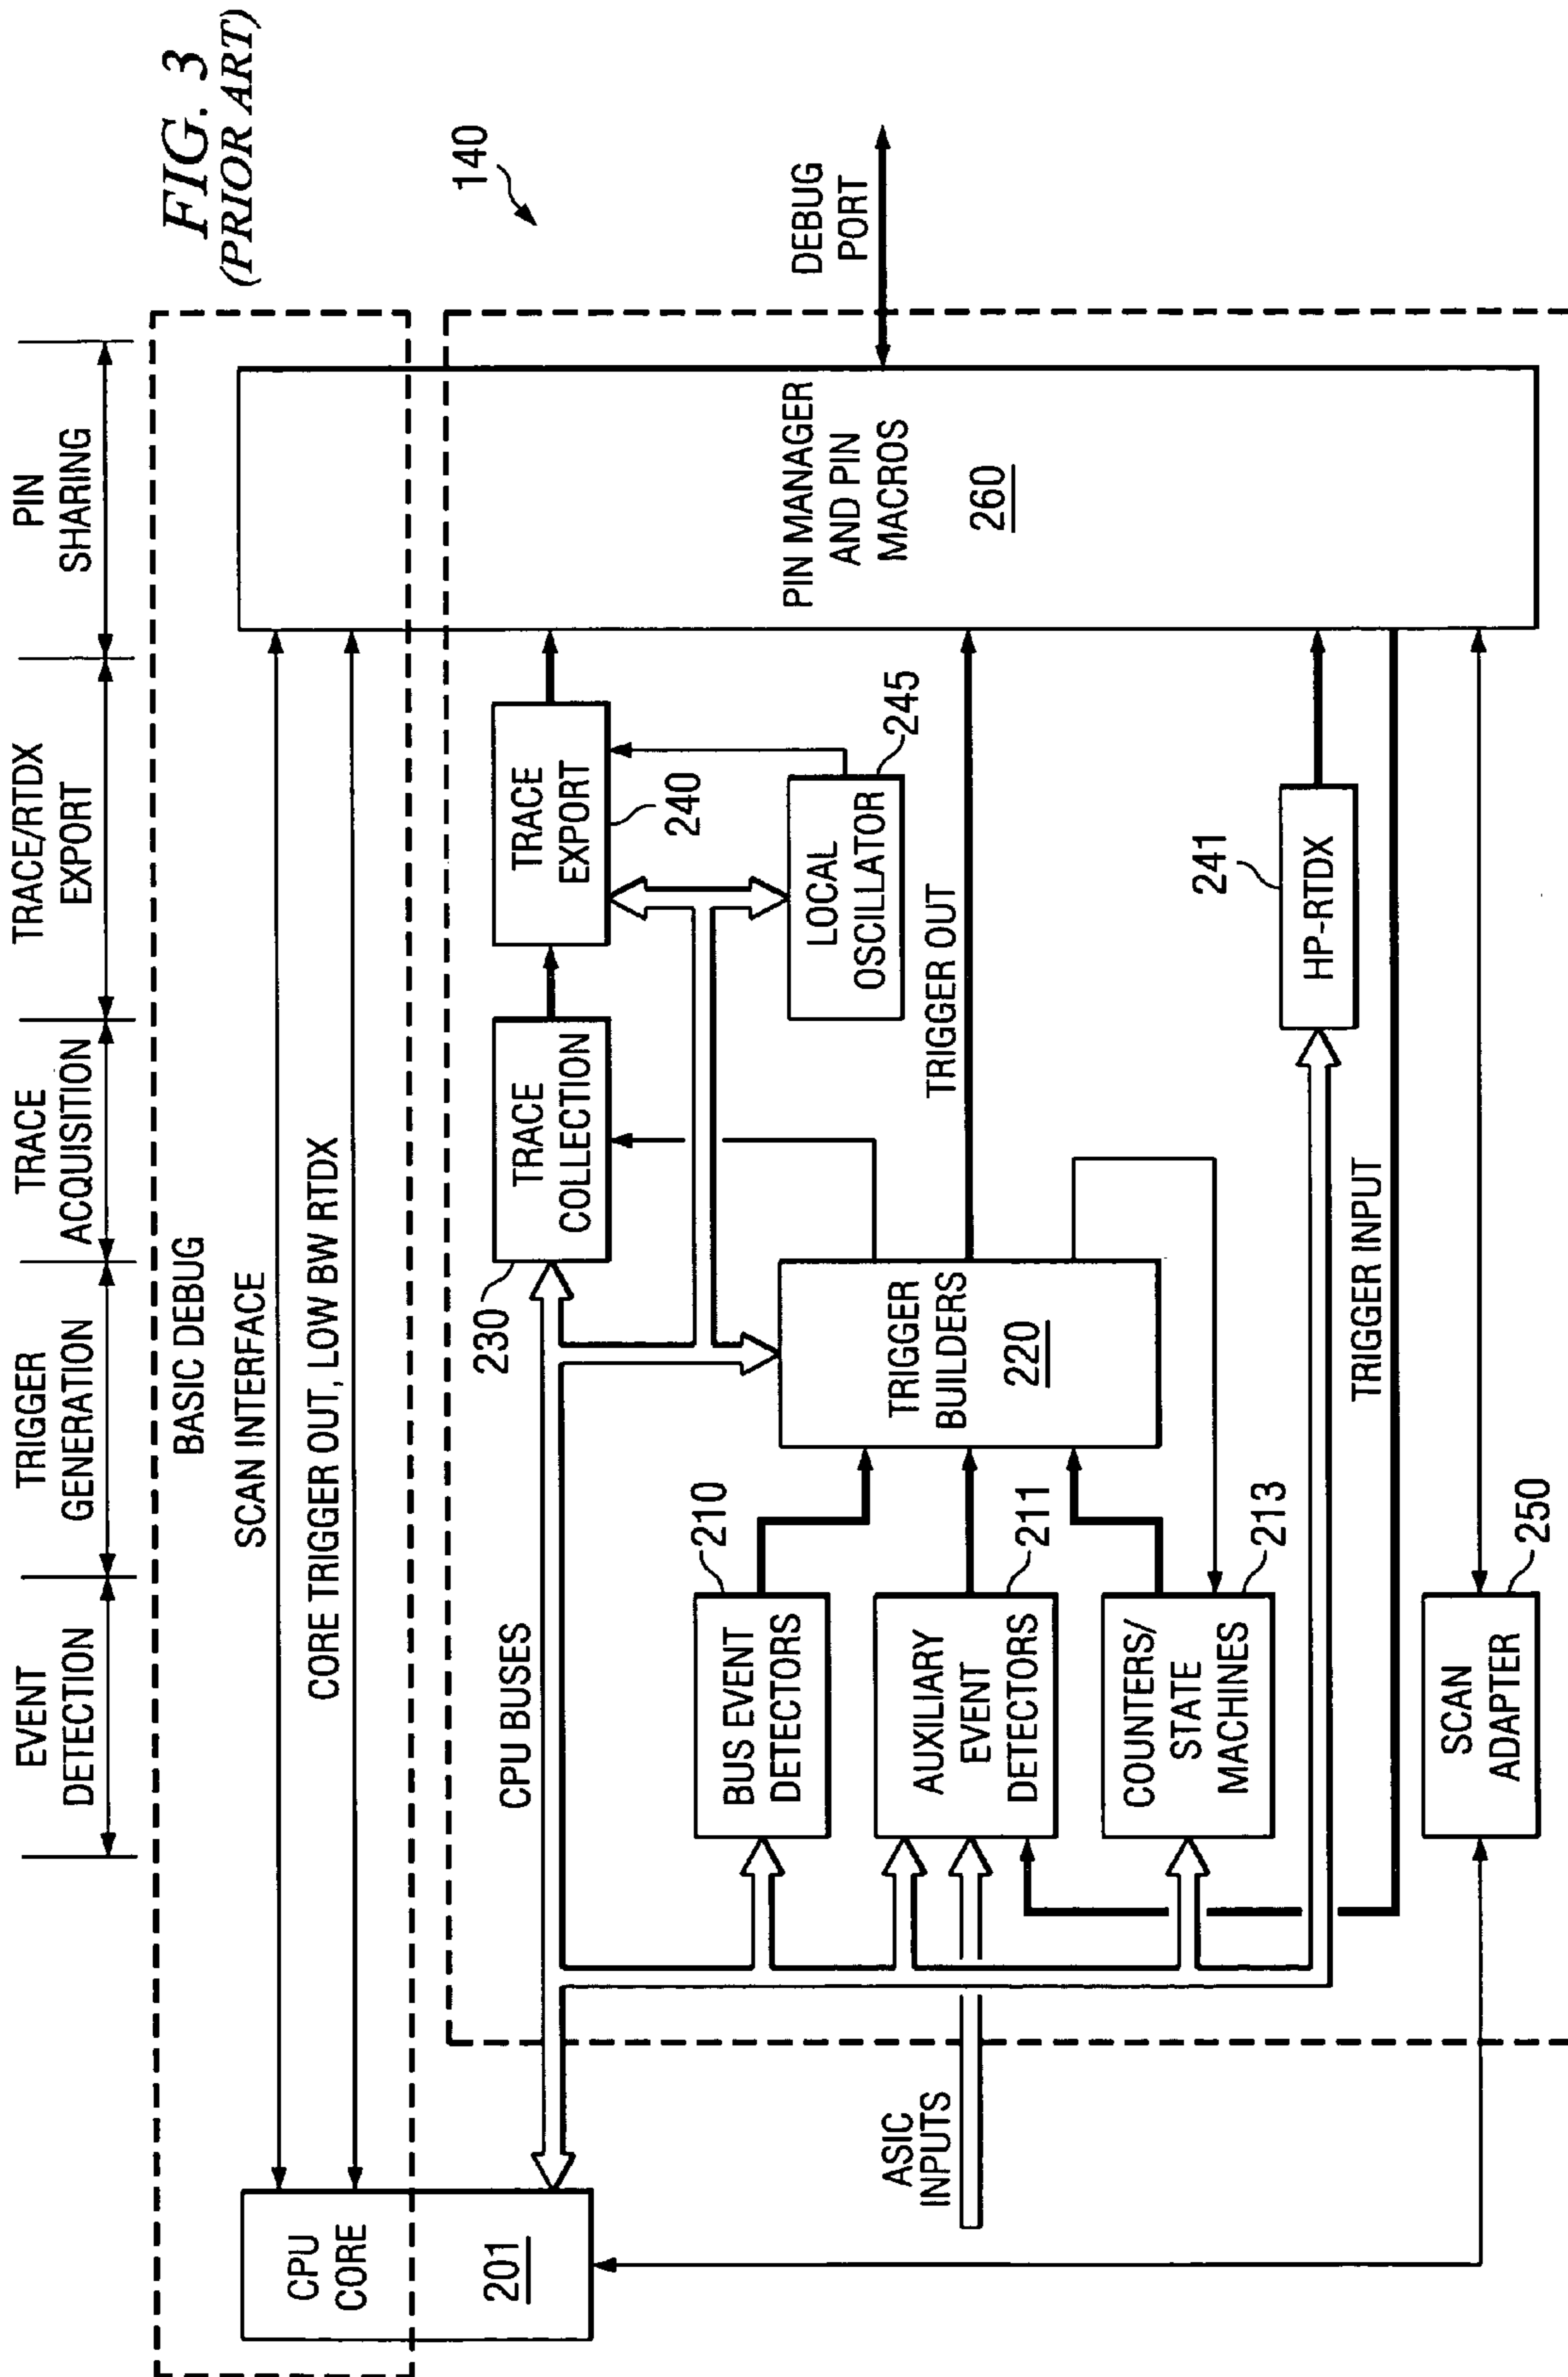 FIG. 3
(PRIOR ART)
EVENT
DETECTION
TRIGGER
GENERATION
TRACE
ACQUISITION
TRACE/RTDX
EXPORT
PIN
SHARING
BASIC DEBUG
SCAN INTERFACE
CORE TRIGGER OUT, LOW BW RTDX
CPU
CORE
201
CPU BUSES
ASIC
INPUTS
BUS EVENT
DETECTORS
210
AUXILIARY
EVENT
DETECTORS
211
COUNTERS/
STATE
MACHINES
213
SCAN
ADAPTER
250
TRIGGER
BUILDERS
220
TRACE
COLLECTION
230
TRACE
EXPORT
240
LOCAL
OSCILLATOR
245
TRIGGER OUT
HP-RTDX
241
TRIGGER INPUT
PIN MANAGER
AND PIN
MACROS
260
DEBUG
PORT
140